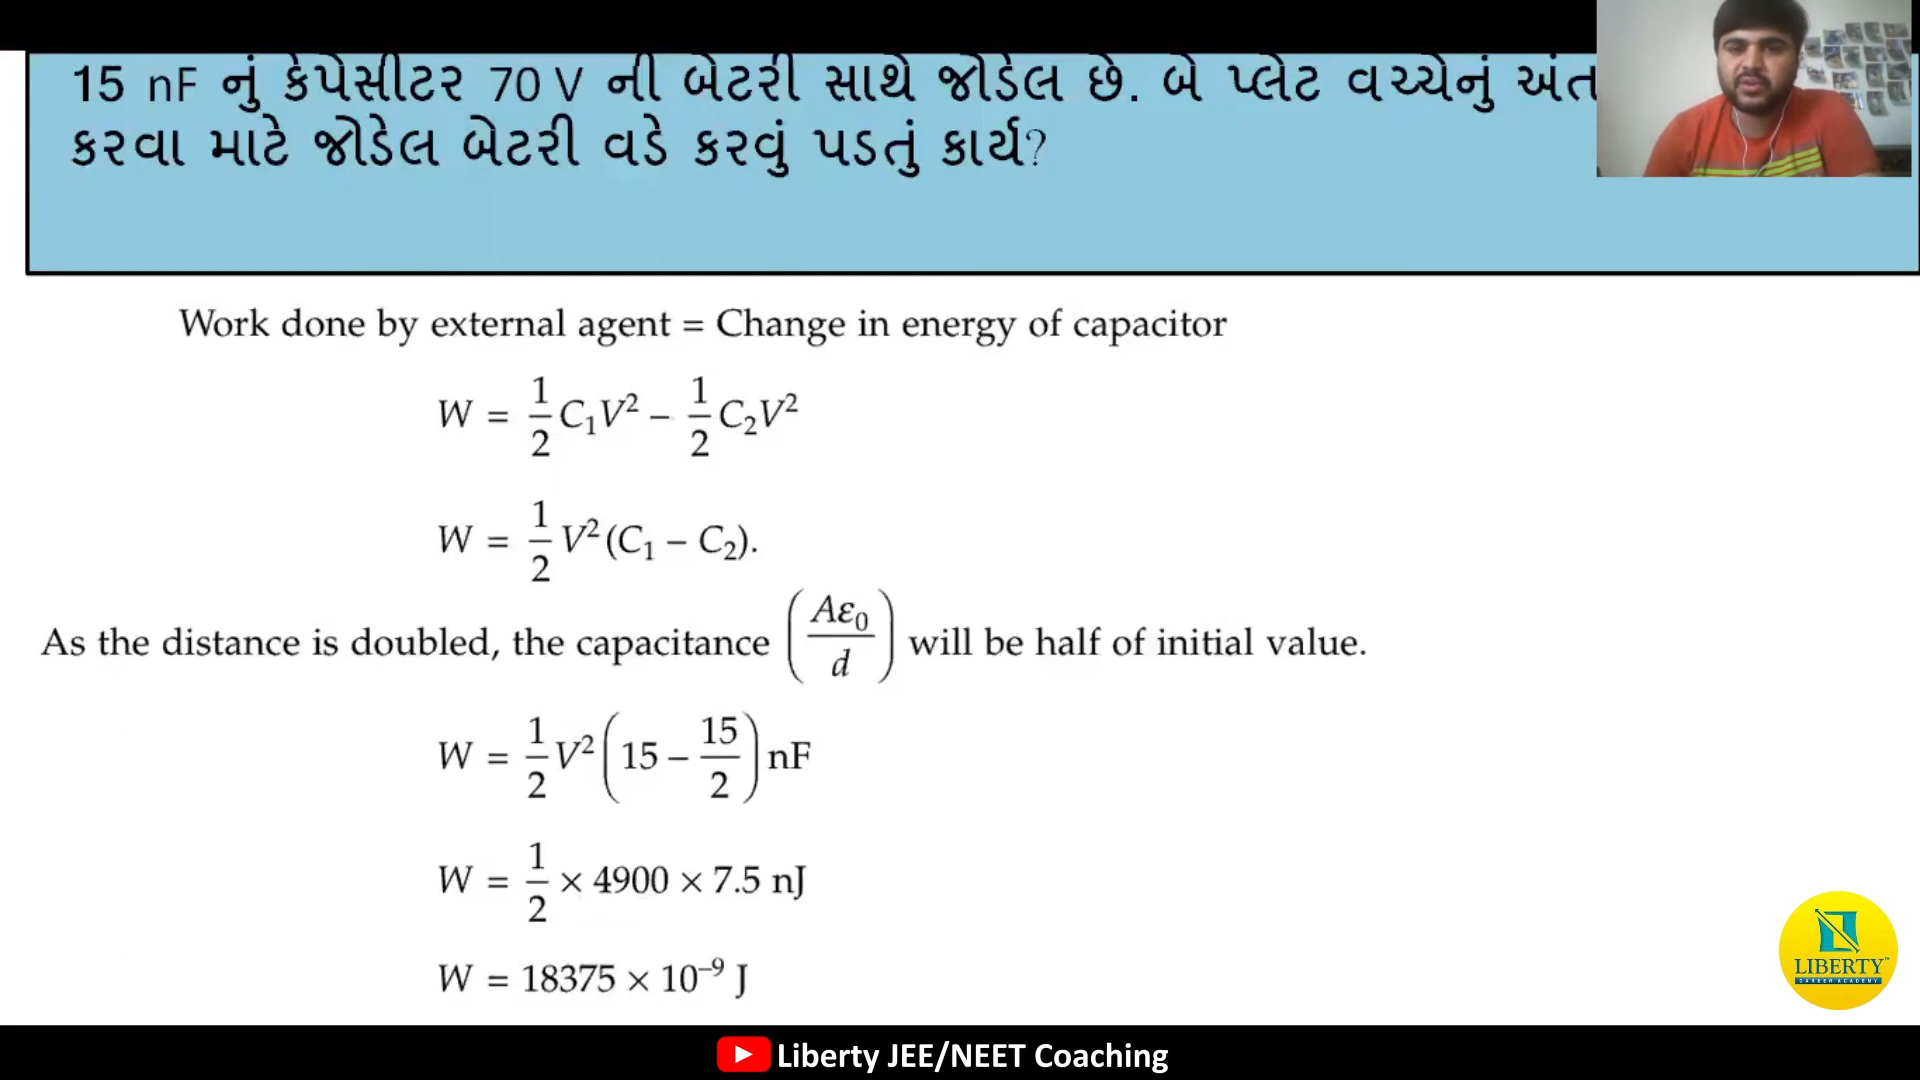 15 nF નું કેપેસીટર 70 V ની બેટરી સાથે જોડેલ છે. બે પ્લેટ વચ્ચેનું
કરવા માટે જોડેલ બેટરી વડે કરવું પડતું કાર્ય?
Work done by external agent = Change in energy of capacitor
W = 1/2 C₁V² – 1/2 C₂V²
W = 1/2 V²(C₁ – C₂).
As the distance is doubled, the capacitance (Aε₀/d) will be half of initial value.
W = 1/2 V² (15 – 15/2) nF
W = 1/2 × 4900 × 7.5 nJ
W = 18375 × 10⁻⁹ J
LIBERTY™
CAREER ACADEMY
Liberty JEE/NEET Coaching